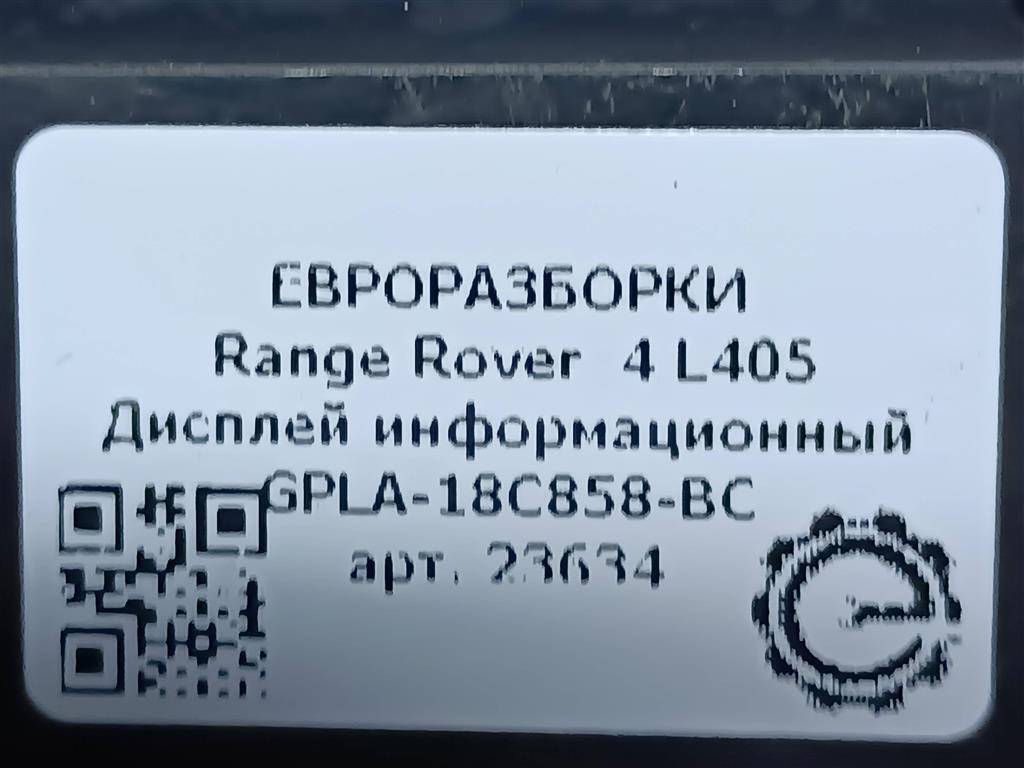 ЕВРОРАЗБОРКИ
Range Rover 4 L405
Дисплей информационный
GPLA-18C858-BC
арт. 23634